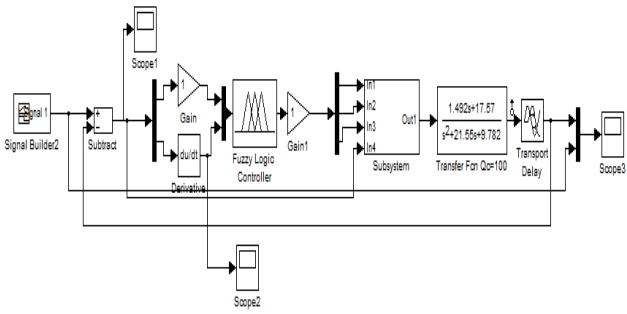 Scope1
Signal 1
Signal Builder2
+
−
Subtract
1
Gain
du/dt
Derivative
Fuzzy Logic
Controller
1
Gain1
In1
In2
In3
In4
Out1
Subsystem
1.492s+17.57
s2+21.55s+9.782
Transfer Fcn Qc=100
Transport
Delay
Scope3
Scope2